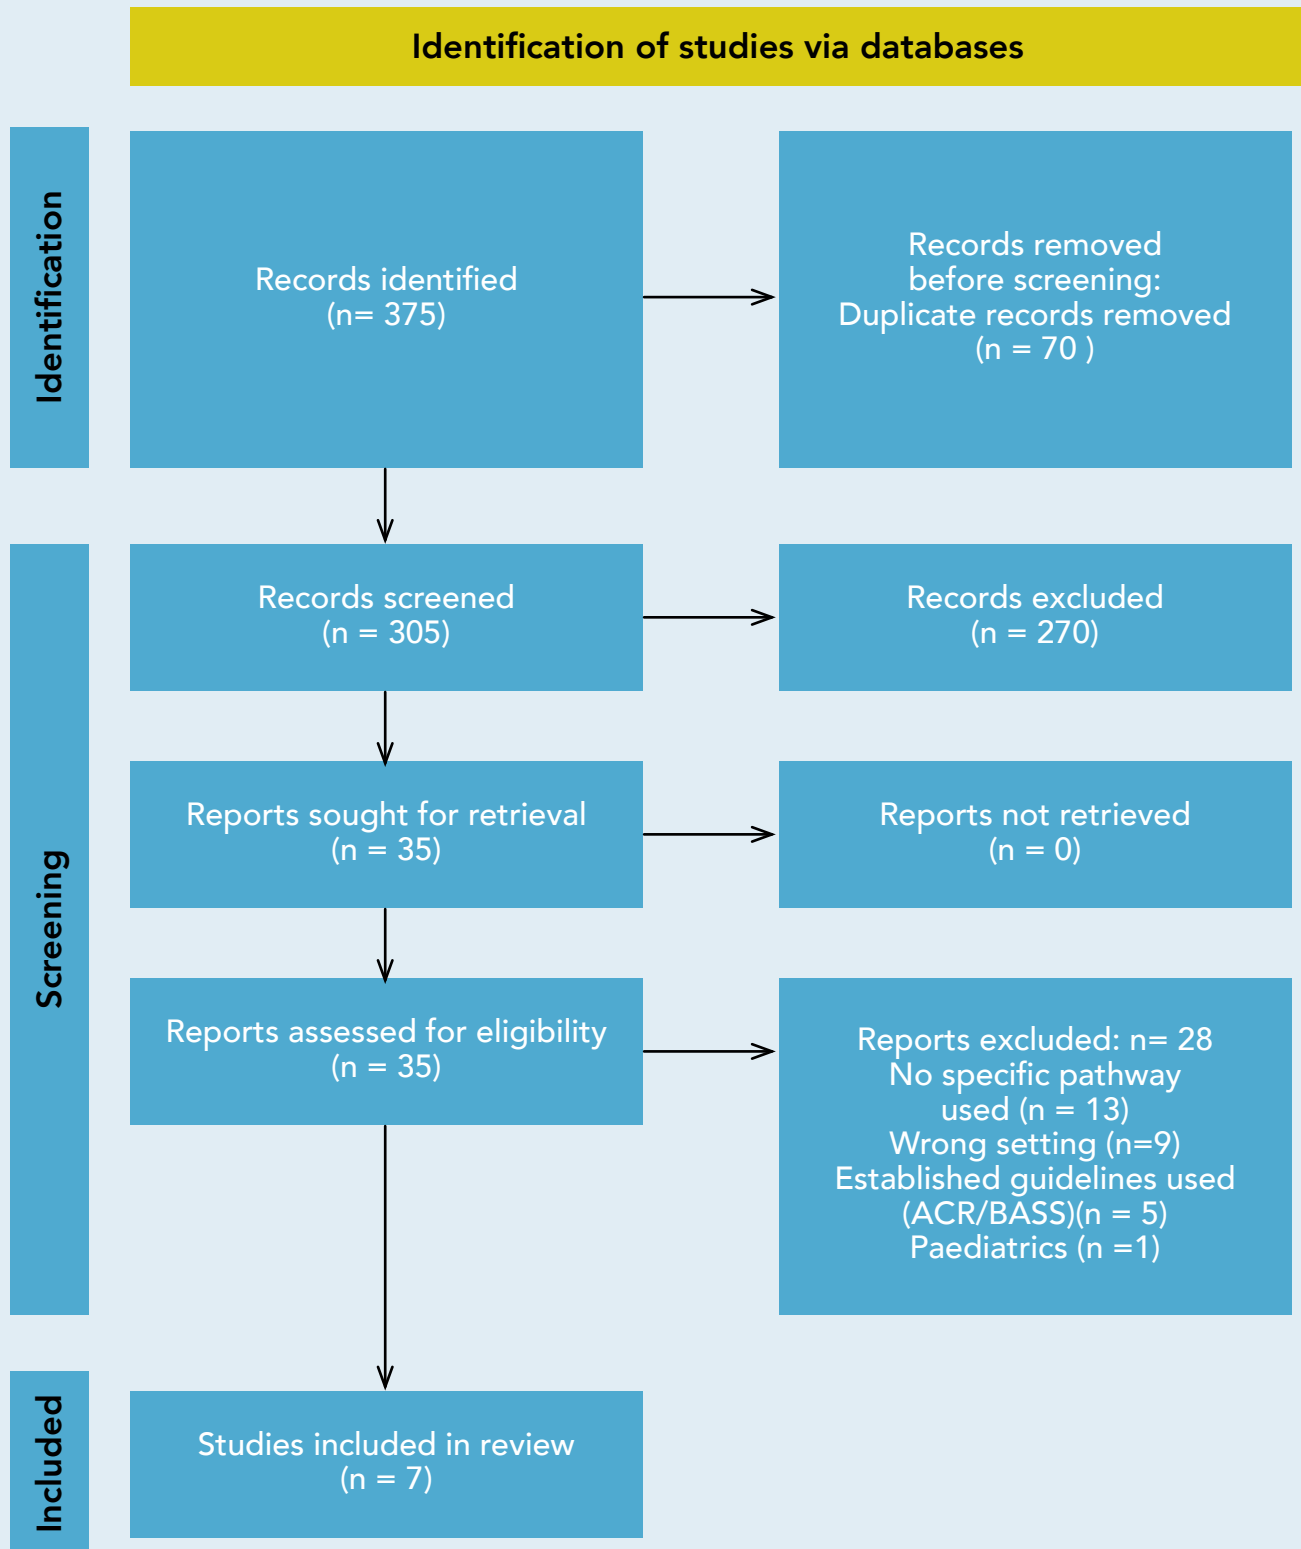 Identification of studies via databases
Identification
Records identified
(n= 375)
Records removed
before screening:
Duplicate records removed
(n = 70 )
Screening
Records screened
(n = 305)
Records excluded
(n = 270)
Reports sought for retrieval
(n = 35)
Reports not retrieved
(n = 0)
Reports assessed for eligibility
(n = 35)
Reports excluded: n= 28
No specific pathway
used (n = 13)
Wrong setting (n=9)
Established guidelines used
(ACR/BASS)(n = 5)
Paediatrics (n =1)
Included
Studies included in review
(n = 7)